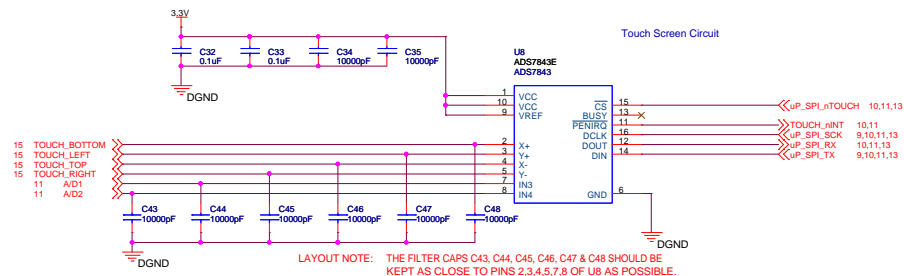 3.3V
Touch Screen Circuit
C32
0.1uF
C33
0.1uF
C34
10000pF
C35
10000pF
DGND
U8
ADS7843E
ADS7843
1 VCC
10 VCC
9 VREF
2 X+
3 Y+
4 X-
5 Y-
7 IN3
8 IN4
CS 15
BUSY 13
PENIRQ 11
DCLK 16
DOUT 12
DIN 14
GND 6
uP_SPI_nTOUCH 10,11,13
TOUCH_nINT 10,11
uP_SPI_SCK 9,10,11,13
uP_SPI_RX 10,11,13
uP_SPI_TX 9,10,11,13
15 TOUCH_BOTTOM
15 TOUCH_LEFT
15 TOUCH_TOP
15 TOUCH_RIGHT
11 A/D1
11 A/D2
C43
10000pF
C44
10000pF
C45
10000pF
C46
10000pF
C47
10000pF
C48
10000pF
DGND
DGND
LAYOUT NOTE: THE FILTER CAPS C43, C44, C45, C46, C47 & C48 SHOULD BE
KEPT AS CLOSE TO PINS 2,3,4,5,7,8 OF U8 AS POSSIBLE.